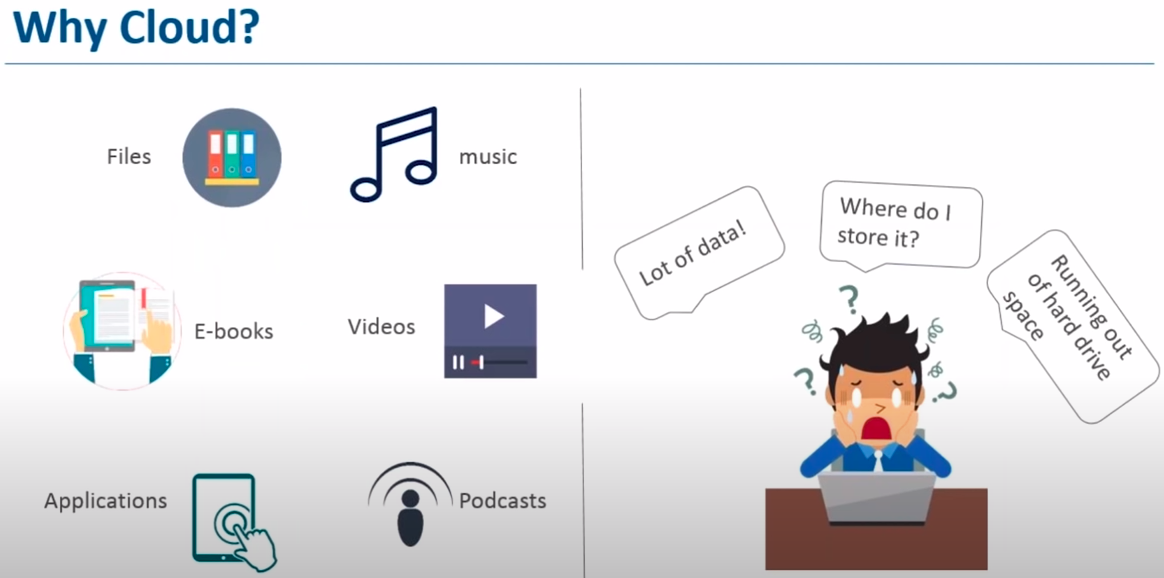 Why Cloud?
Files
music
E-books
Videos
Applications
Podcasts
Lot of data!
Where do I
store it?
Running out
of hard drive
space